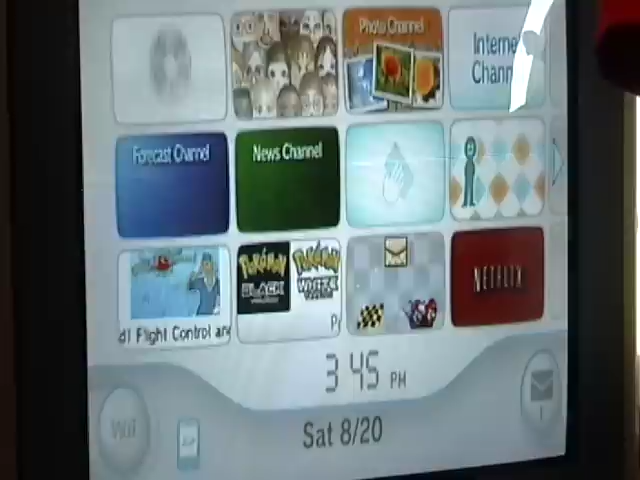 Photo Channel
Interne
Chann
Forecast Channel
News Channel
POKÉMON
BLACK
POKÉMON
WHITE
d! Flight Control and
P
NETFLIX
3 45 PM
Wii
Sat 8/20